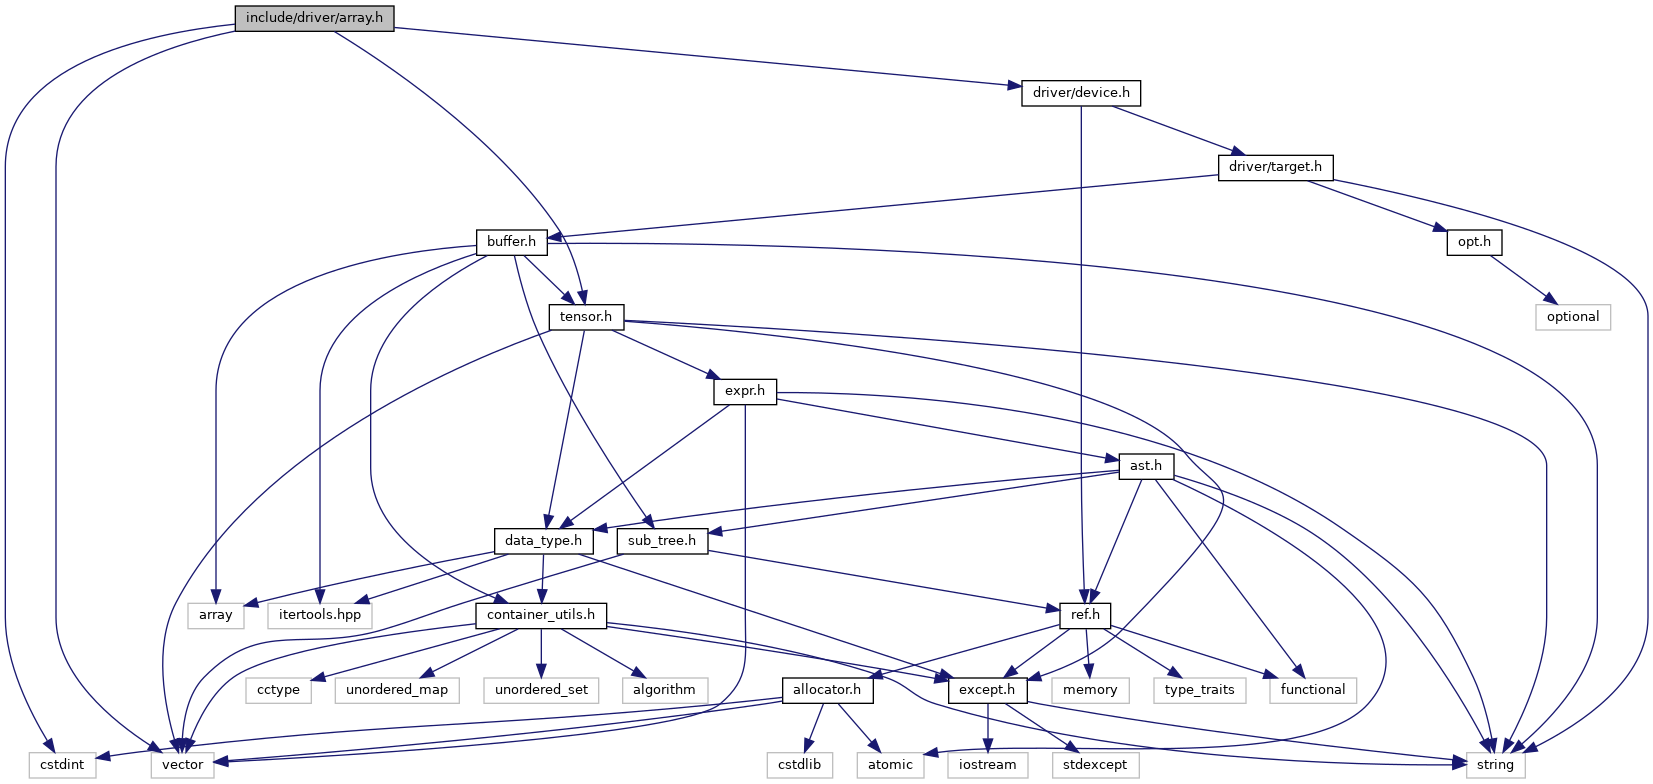 include/driver/array.h
driver/device.h
driver/target.h
buffer.h
opt.h
tensor.h
optional
expr.h
ast.h
data_type.h
sub_tree.h
array
itertools.hpp
container_utils.h
ref.h
cctype
unordered_map
unordered_set
algorithm
allocator.h
except.h
memory
type_traits
functional
cstdint
vector
cstdlib
atomic
iostream
stdexcept
string